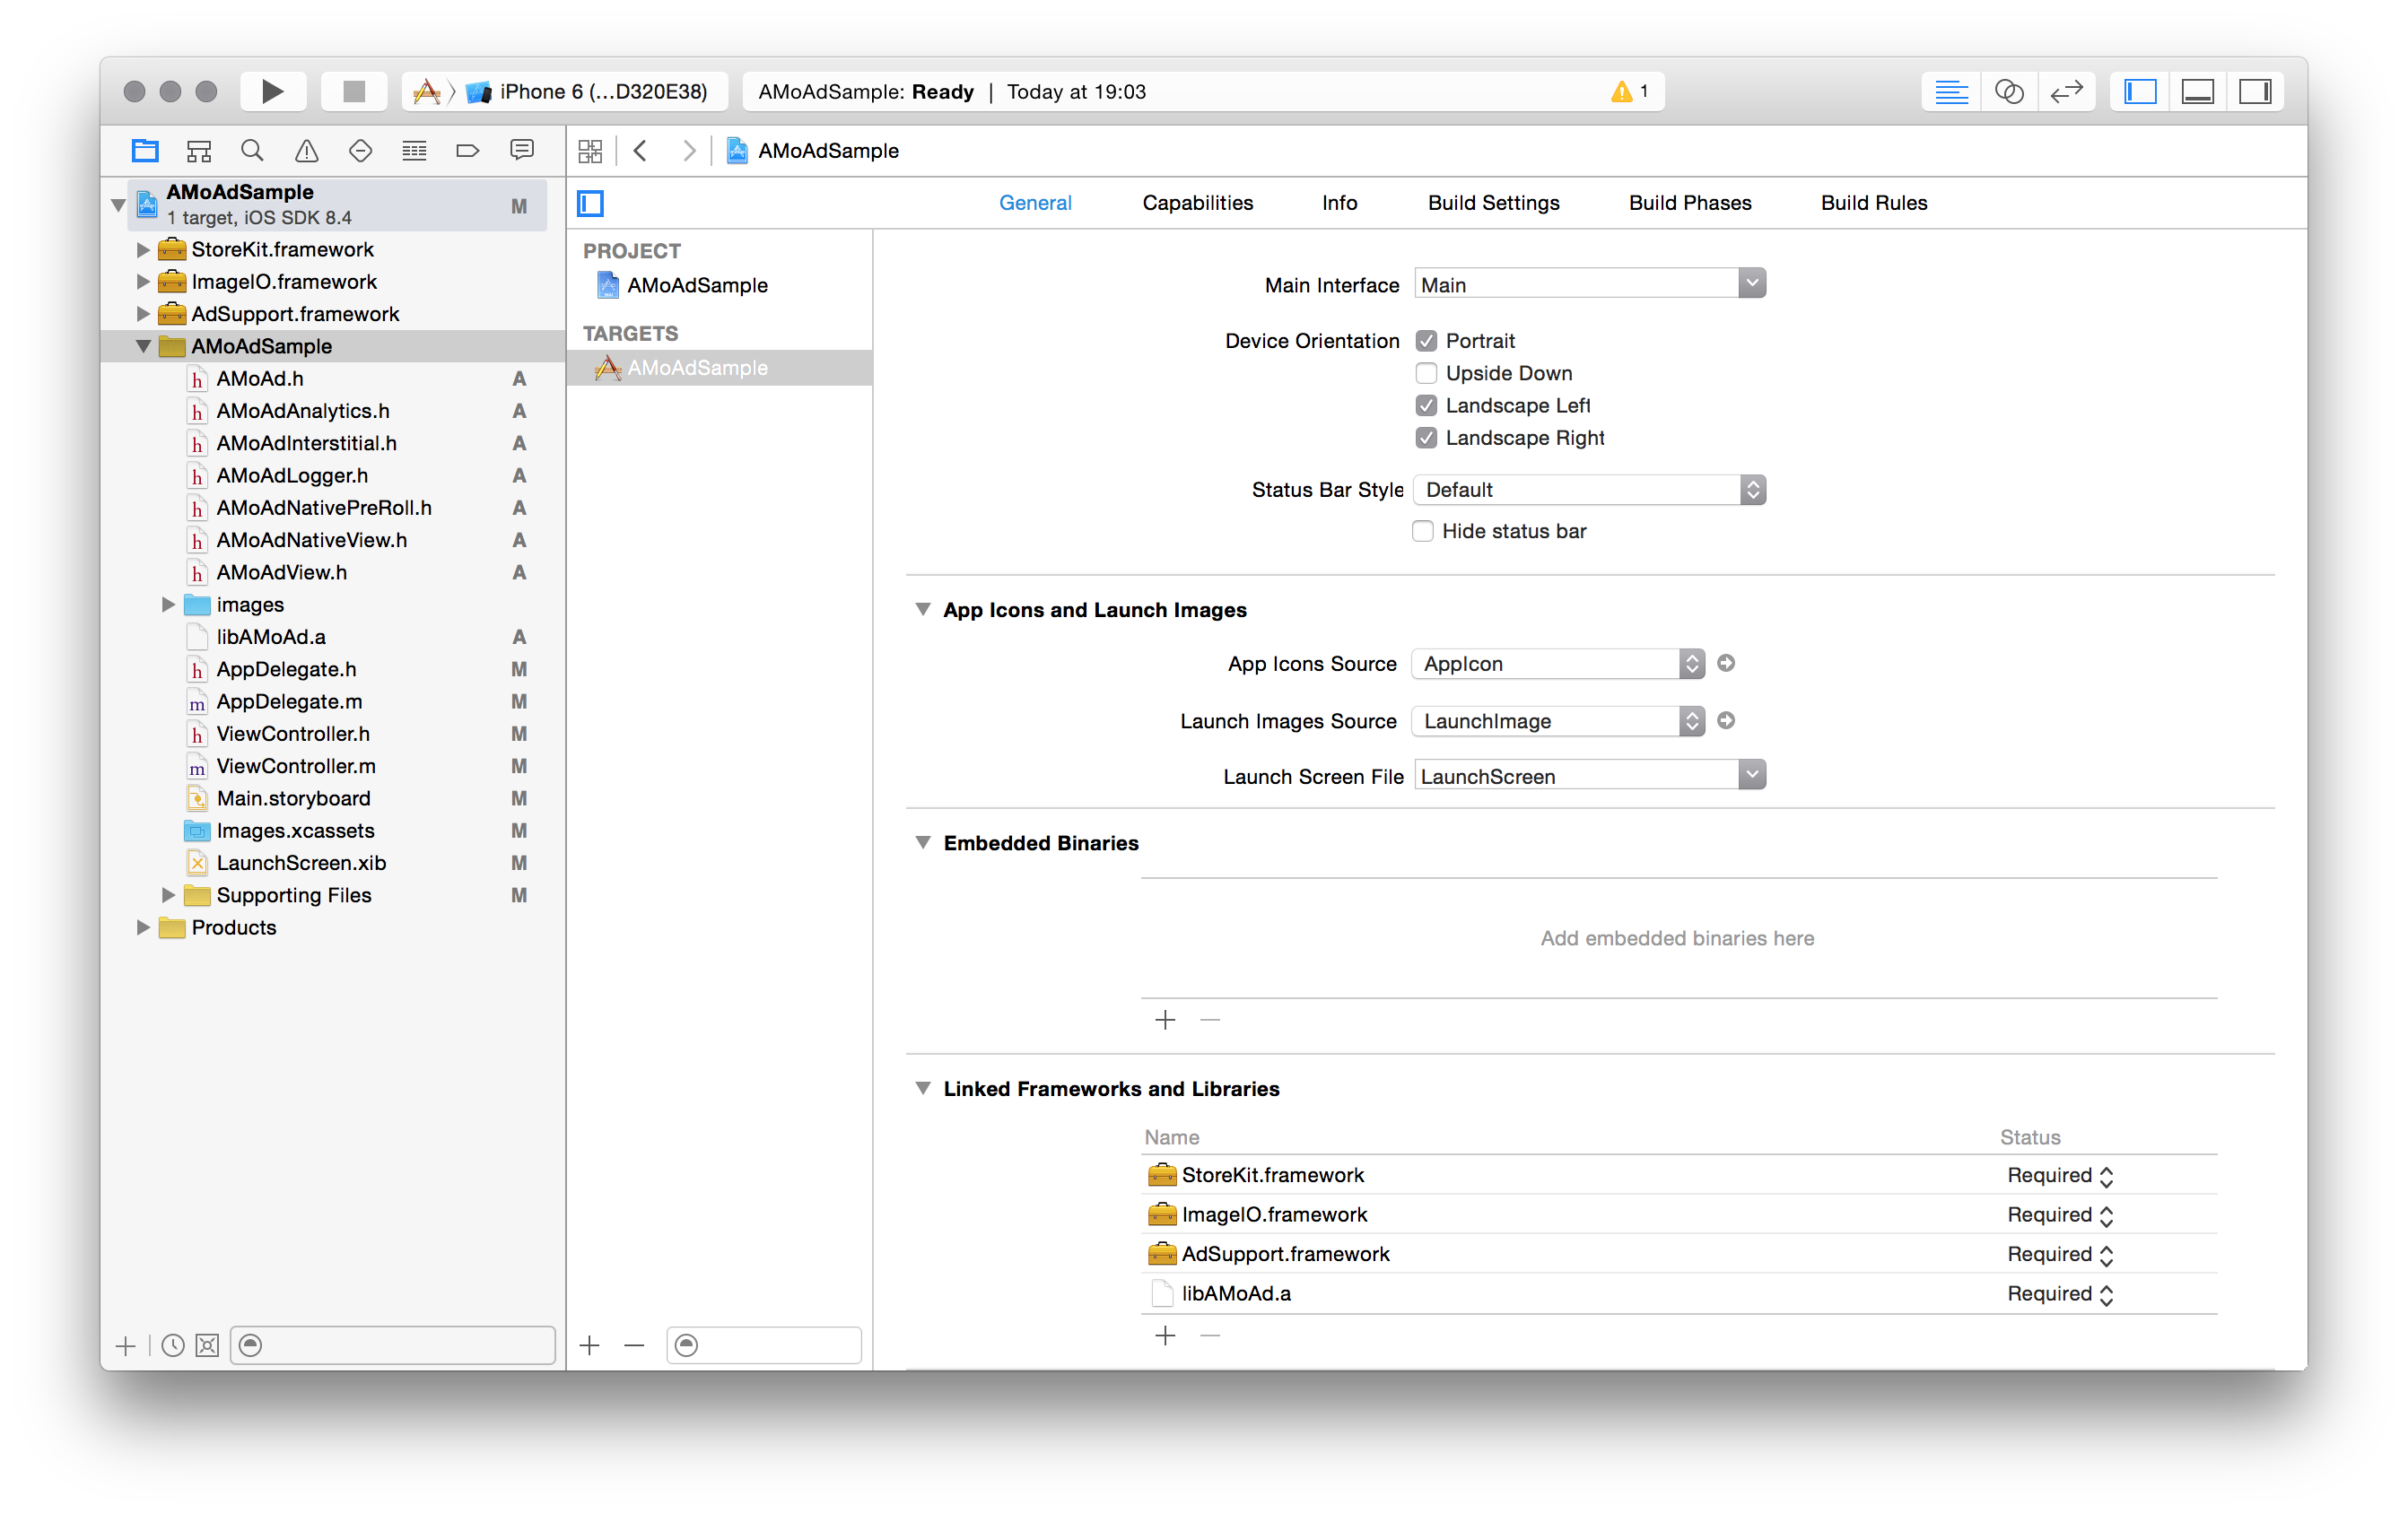 iPhone 6 (...D320E38)
AMoAdSample: Ready | Today at 19:03
1
AMoAdSample
AMoAdSample
1 target, iOS SDK 8.4
M
StoreKit.framework
ImageIO.framework
AdSupport.framework
AMoAdSample
AMoAd.h A
AMoAdAnalytics.h A
AMoAdInterstitial.h A
AMoAdLogger.h A
AMoAdNativePreRoll.h A
AMoAdNativeView.h A
AMoAdView.h A
images
libAMoAd.a A
AppDelegate.h M
AppDelegate.m M
ViewController.h M
ViewController.m M
Main.storyboard M
Images.xcassets M
LaunchScreen.xib M
Supporting Files M
Products
General Capabilities Info Build Settings Build Phases Build Rules
PROJECT
AMoAdSample
TARGETS
AMoAdSample
Main Interface Main
Device Orientation Portrait
Upside Down
Landscape Left
Landscape Right
Status Bar Style Default
Hide status bar
App Icons and Launch Images
App Icons Source AppIcon
Launch Images Source LaunchImage
Launch Screen File LaunchScreen
Embedded Binaries
Add embedded binaries here
Linked Frameworks and Libraries
Name Status
StoreKit.framework Required
ImageIO.framework Required
AdSupport.framework Required
libAMoAd.a Required